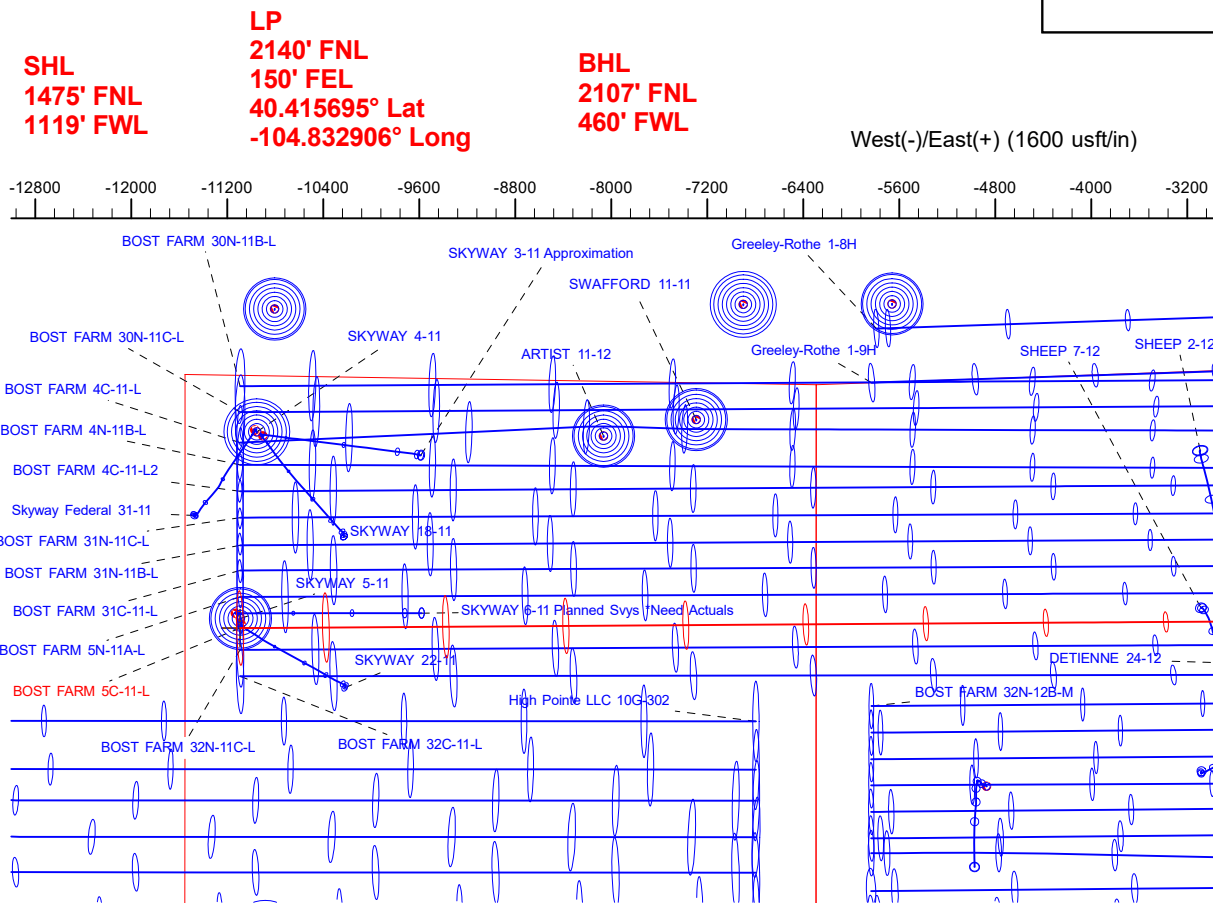 LP
2140' FNL
150' FEL
40.415695° Lat
-104.832906° Long
SHL
1475' FNL
1119' FWL
BHL
2107' FNL
460' FWL
West(-)/East(+) (1600 usft/in)
-12800 -12000 -11200 -10400 -9600 -8800 -8000 -7200 -6400 -5600 -4800 -4000 -3200
BOST FARM 30N-11B-L
SKYWAY 3-11 Approximation
Greeley-Rothe 1-8H
SWAFFORD 11-11
BOST FARM 30N-11C-L
SKYWAY 4-11
ARTIST 11-12
Greeley-Rothe 1-9H
SHEEP 7-12
SHEEP 2-12
BOST FARM 4C-11-L
BOST FARM 4N-11B-L
BOST FARM 4C-11-L2
Skyway Federal 31-11
SKYWAY 18-11
BOST FARM 31N-11C-L
BOST FARM 31N-11B-L
SKYWAY 5-11
BOST FARM 31C-11-L
SKYWAY 6-11 Planned Svys *Need Actuals
BOST FARM 5N-11A-L
SKYWAY 22-11
DETIENNE 24-12
BOST FARM 5C-11-L
High Pointe LLC 10G-302
BOST FARM 32N-12B-M
BOST FARM 32N-11C-L
BOST FARM 32C-11-L